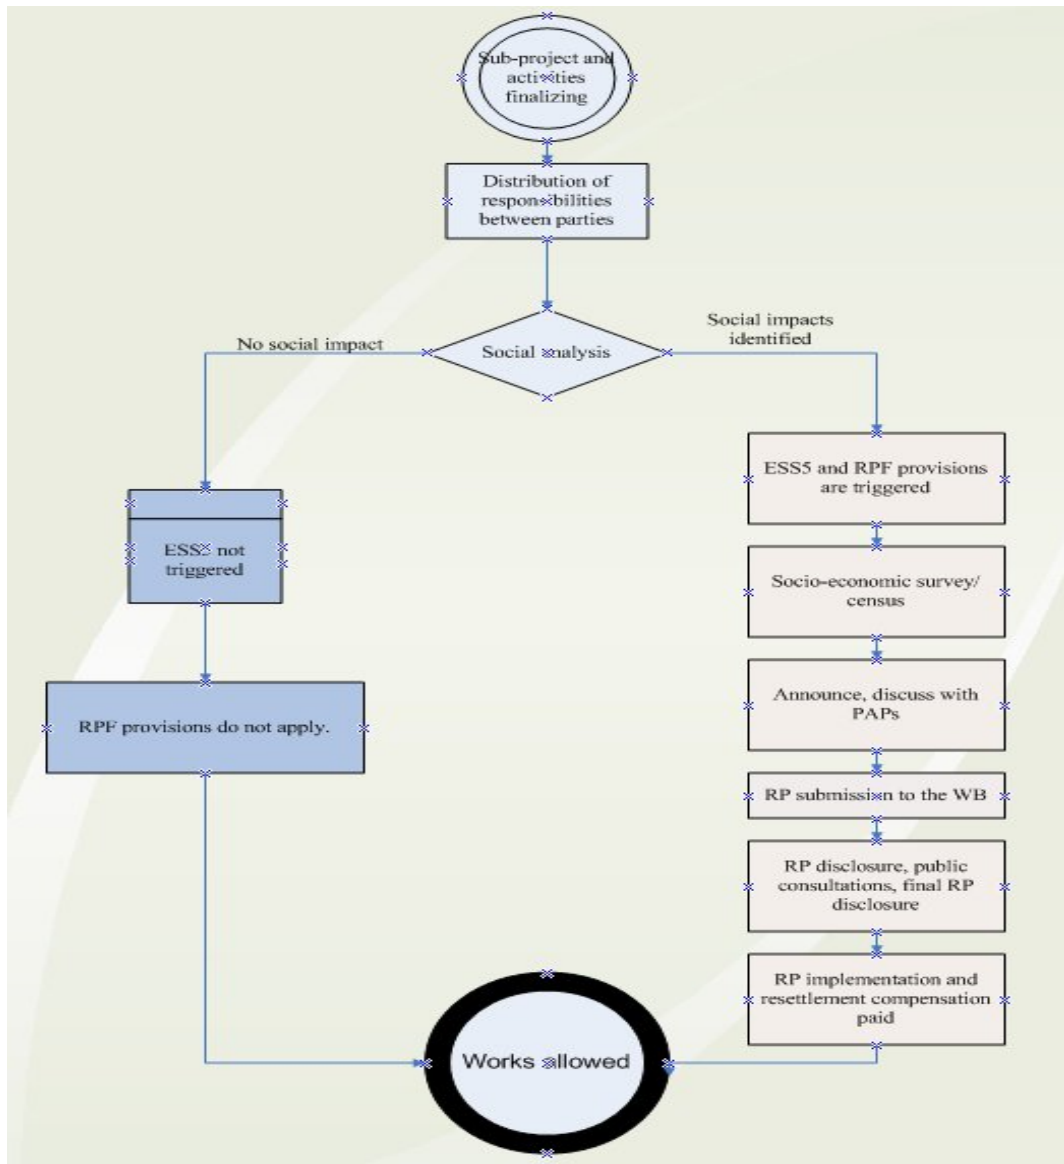 Sub-project and
activities
finalizing
Distribution of
responsibilities
between parties
Social analysis
No social impact
Social impacts
identified
ESS5 and RPF provisions
are triggered
Socio-economic survey/
census
Announce, discuss with
PAPs
RP submission to the WB
RP disclosure, public
consultations, final RP
disclosure
RP implementation and
resettlement compensation
paid
ESS5 not
triggered
RPF provisions do not apply.
Works allowed